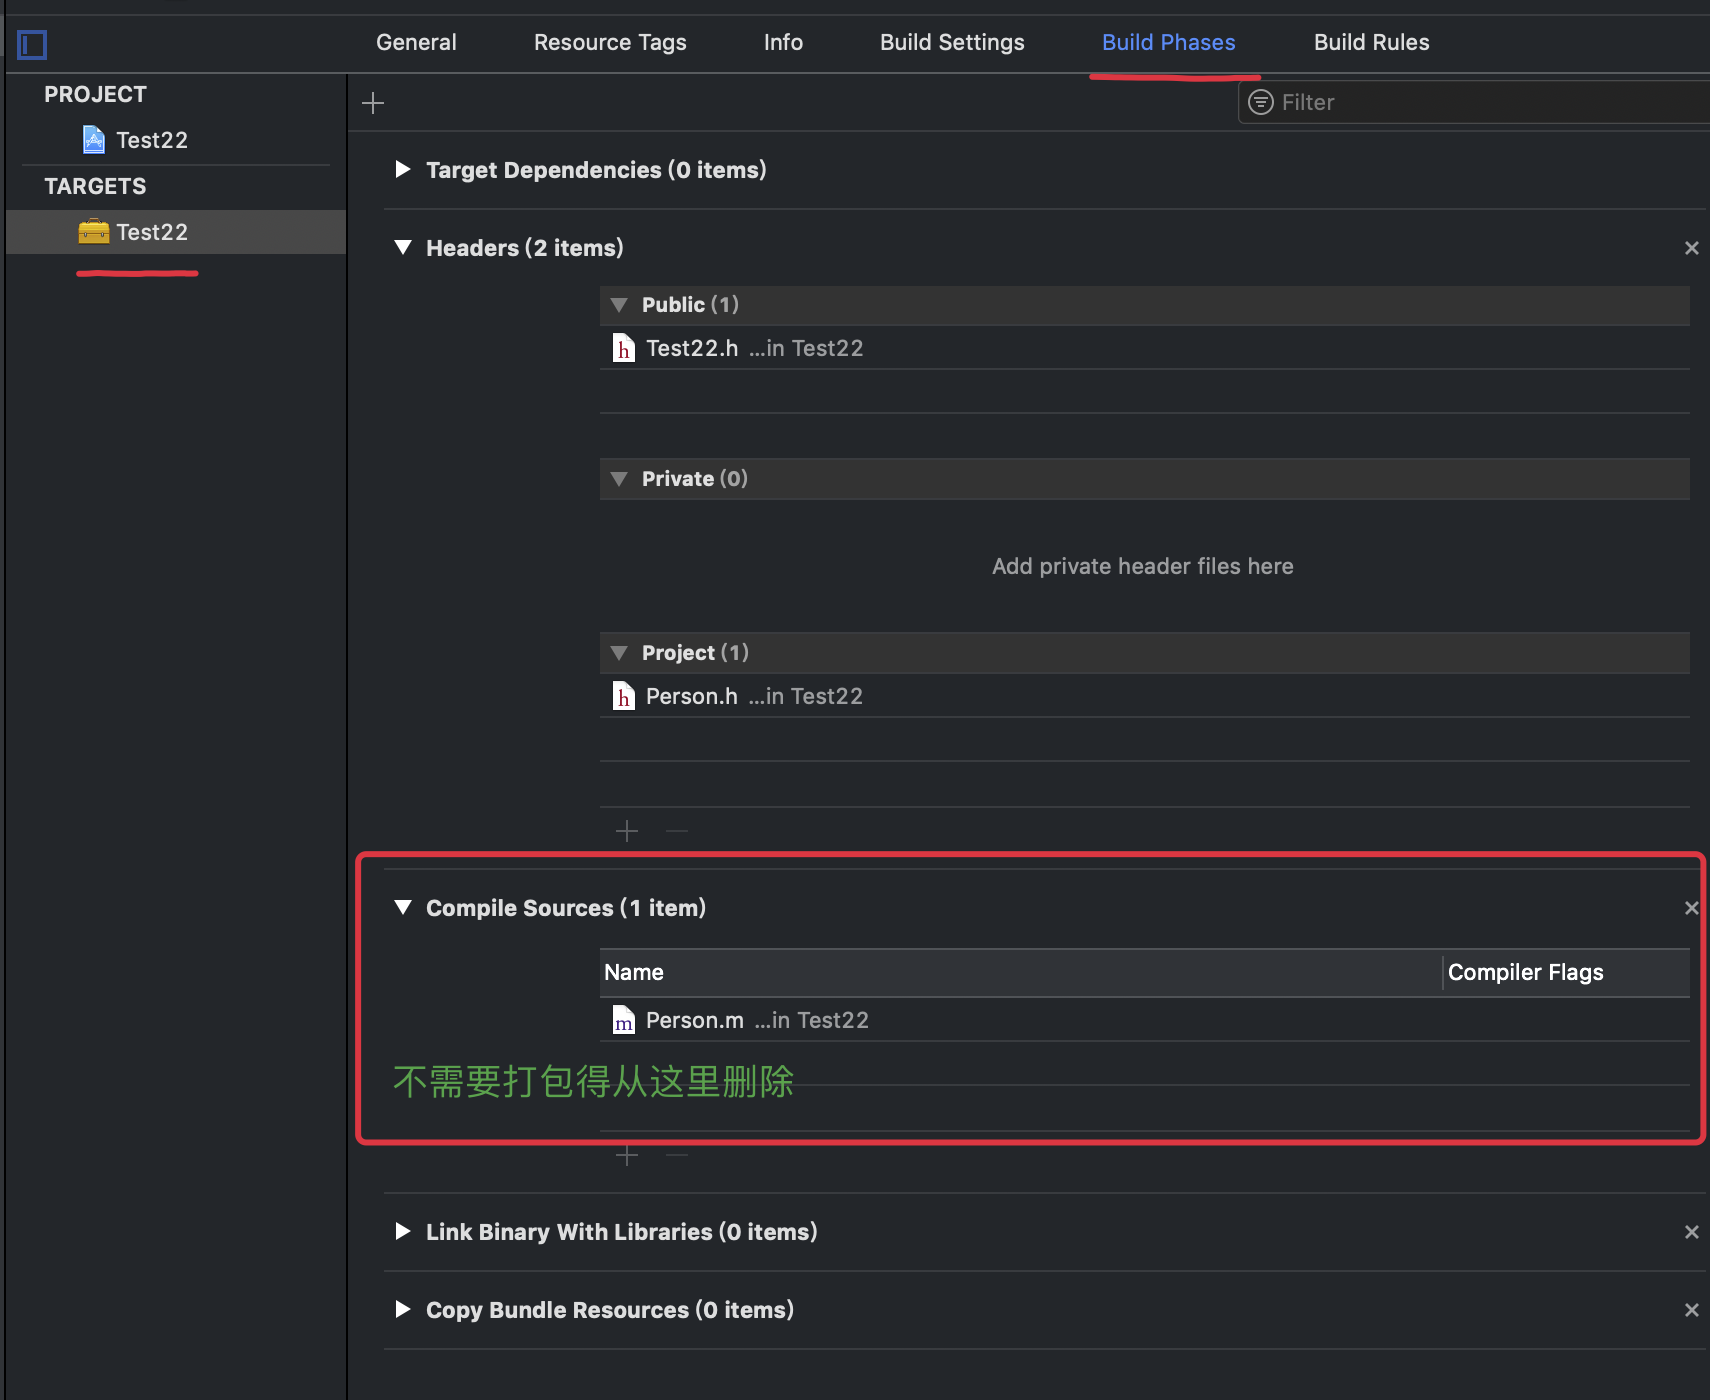 General Resource Tags Info Build Settings Build Phases Build Rules
PROJECT
Test22
TARGETS
Test22
Filter
Target Dependencies (0 items)
Headers (2 items)
Public (1)
h Test22.h ...in Test22
Private (0)
Add private header files here
Project (1)
h Person.h ...in Test22
Compile Sources (1 item)
Name Compiler Flags
m Person.m ...in Test22
不需要打包得从这里删除
Link Binary With Libraries (0 items)
Copy Bundle Resources (0 items)